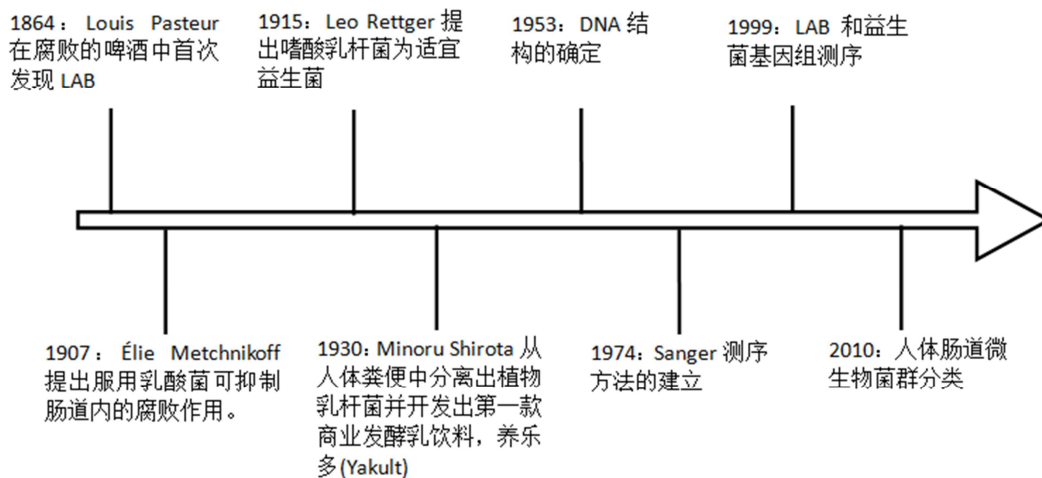 1864：Louis Pasteur
在腐败的啤酒中首次
发现 LAB
1915：Leo Rettger 提
出嗜酸乳杆菌为适宜
益生菌
1953：DNA 结
构的确定
1999：LAB 和益生
菌基因组测序
1907：Élie Metchnikoff
提出服用乳酸菌可抑制
肠道内的腐败作用。
1930：Minoru Shirota 从
人体粪便中分离出植物
乳杆菌并开发出第一款
商业发酵乳饮料，养乐
多(Yakult)
1974：Sanger 测序
方法的建立
2010：人体肠道微
生物菌群分类